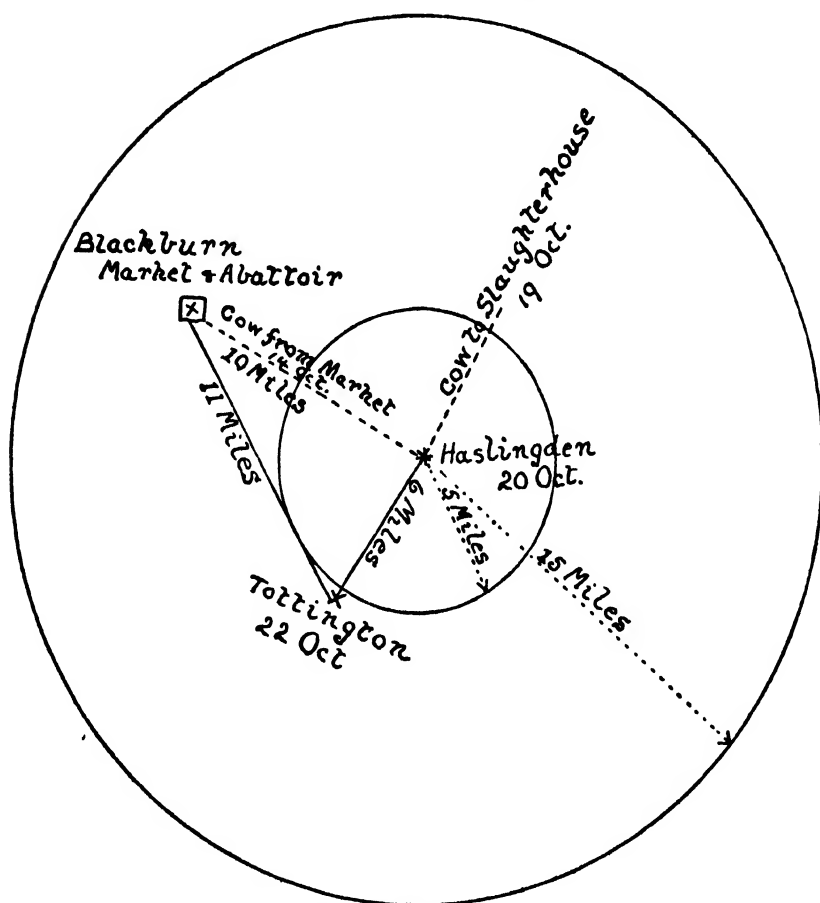 Cow to Slaughterhouse
19 Oct.
Blackburn
Market & Abattoir
Cow from Market
14 Oct.
10 Miles
11 Miles
Haslingden
20 Oct.
6 Miles
5 Miles
15 Miles
Tottington
22 Oct